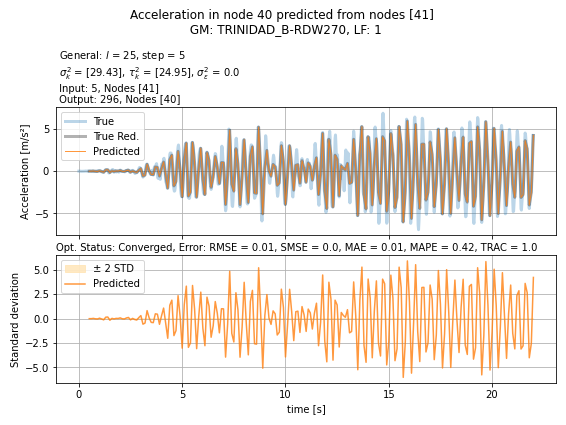 Acceleration in node 40 predicted from nodes [41]
GM: TRINIDAD_B-RDW270, LF: 1
General: l = 25, step = 5
σ²ₖ = [29.43], τ²ₖ = [24.95], σ²ε = 0.0
Input: 5, Nodes [41]
Output: 296, Nodes [40]
Acceleration [m/s²]
5
0
−5
True
True Red.
Predicted
Opt. Status: Converged, Error: RMSE = 0.01, SMSE = 0.0, MAE = 0.01, MAPE = 0.42, TRAC = 1.0
Standard deviation
5.0
2.5
0.0
−2.5
−5.0
± 2 STD
Predicted
0 5 10 15 20
time [s]